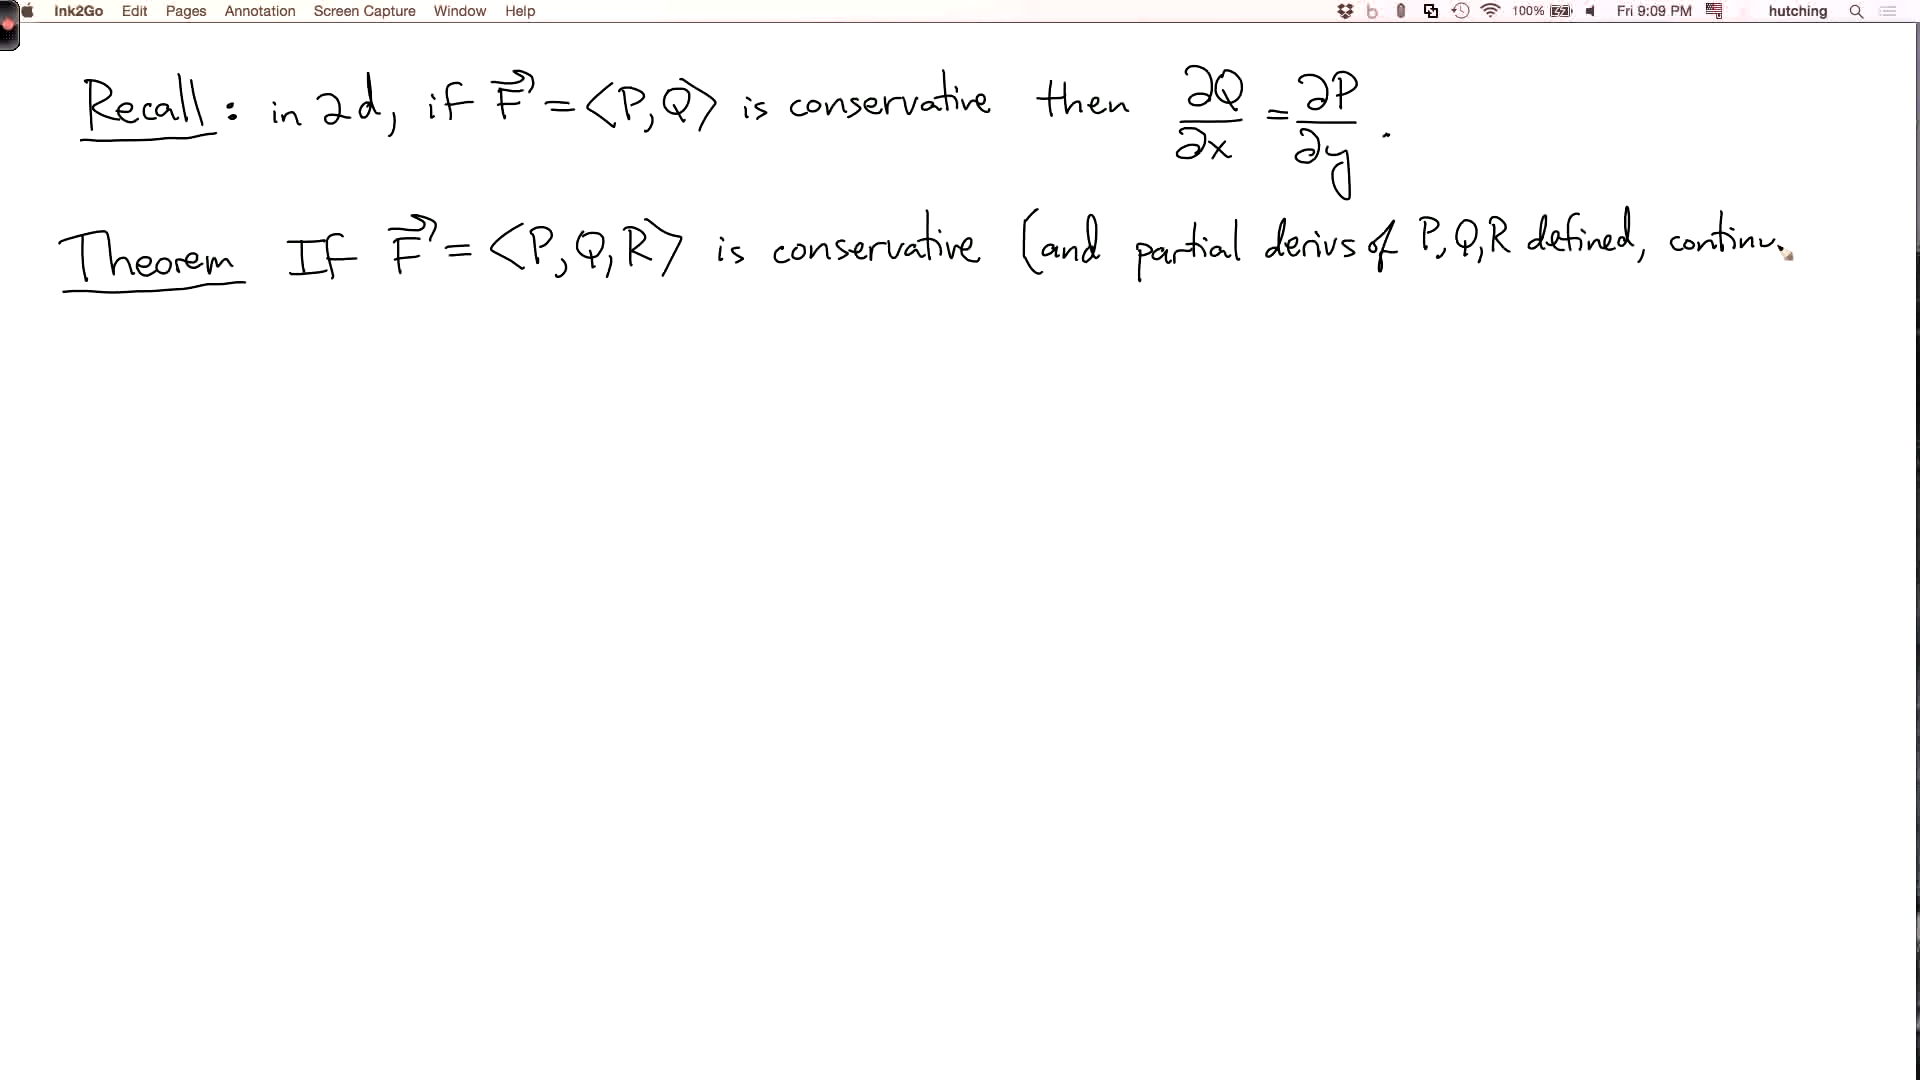 Ink2Go Edit Pages Annotation Screen Capture Window Help 100% Fri 9:09 PM hutching
Recall: in 2d, if F⃗ = <P,Q> is conservative then ∂Q/∂x = ∂P/∂y.
Theorem If F⃗ = <P,Q,R> is conservative (and partial derivs of P,Q,R defined, continu